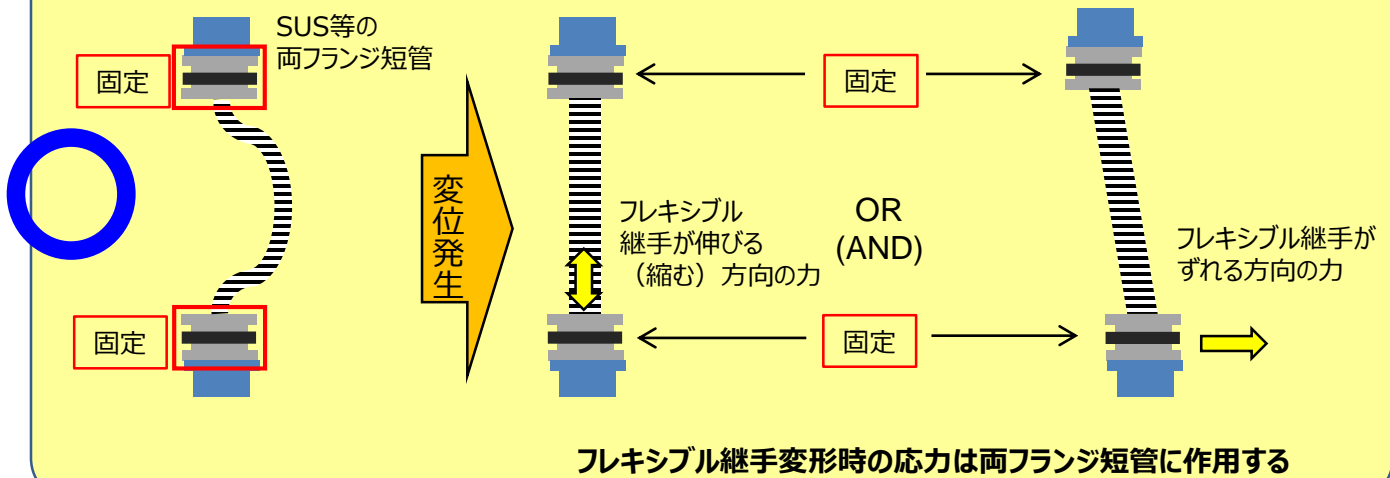 SUS等の
両フランジ短管
固定
固定
変位発生
フレキシブル
継手が伸びる
（縮む）方向の力
固定
OR
(AND)
固定
フレキシブル継手が
ずれる方向の力
フレキシブル継手変形時の応力は両フランジ短管に作用する